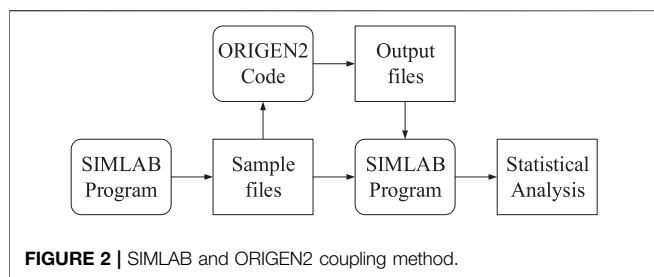 ORIGEN2
Code
Output
files
SIMLAB
Program
Sample
files
SIMLAB
Program
Statistical
Analysis
FIGURE 2 | SIMLAB and ORIGEN2 coupling method.